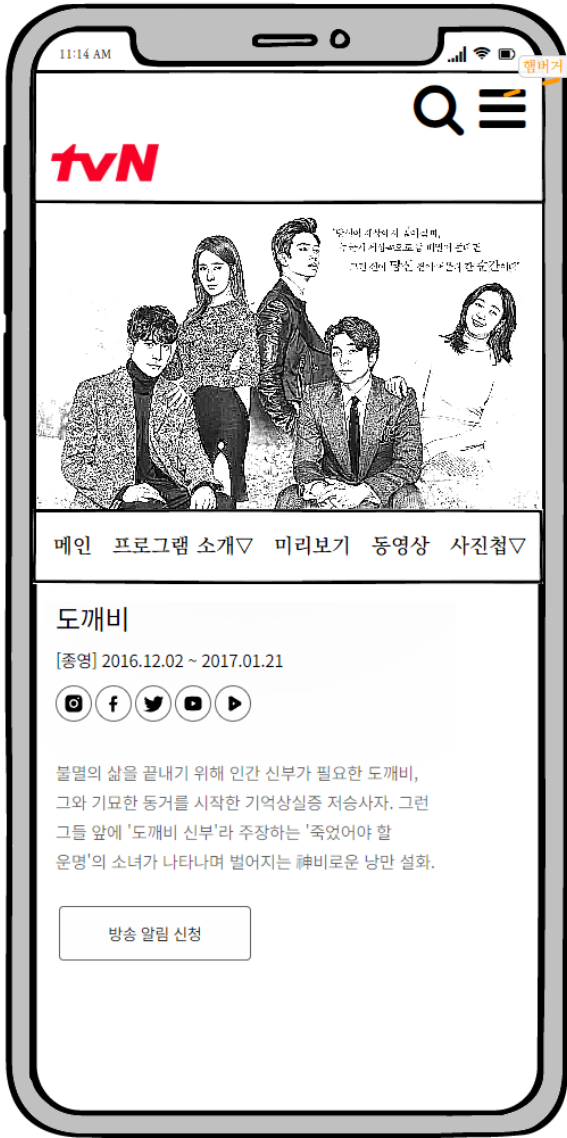 11:14 AM
햄버거
tvN
메인 프로그램 소개▽ 미리보기 동영상 사진첩▽
도깨비
[종영] 2016.12.02 ~ 2017.01.21
불멸의 삶을 끝내기 위해 인간 신부가 필요한 도깨비,
그와 기묘한 동거를 시작한 기억상실증 저승사자. 그런
그들 앞에 '도깨비 신부'라 주장하는 '죽었어야 할
운명'의 소녀가 나타나며 벌어지는 神비로운 낭만 설화.
방송 알림 신청